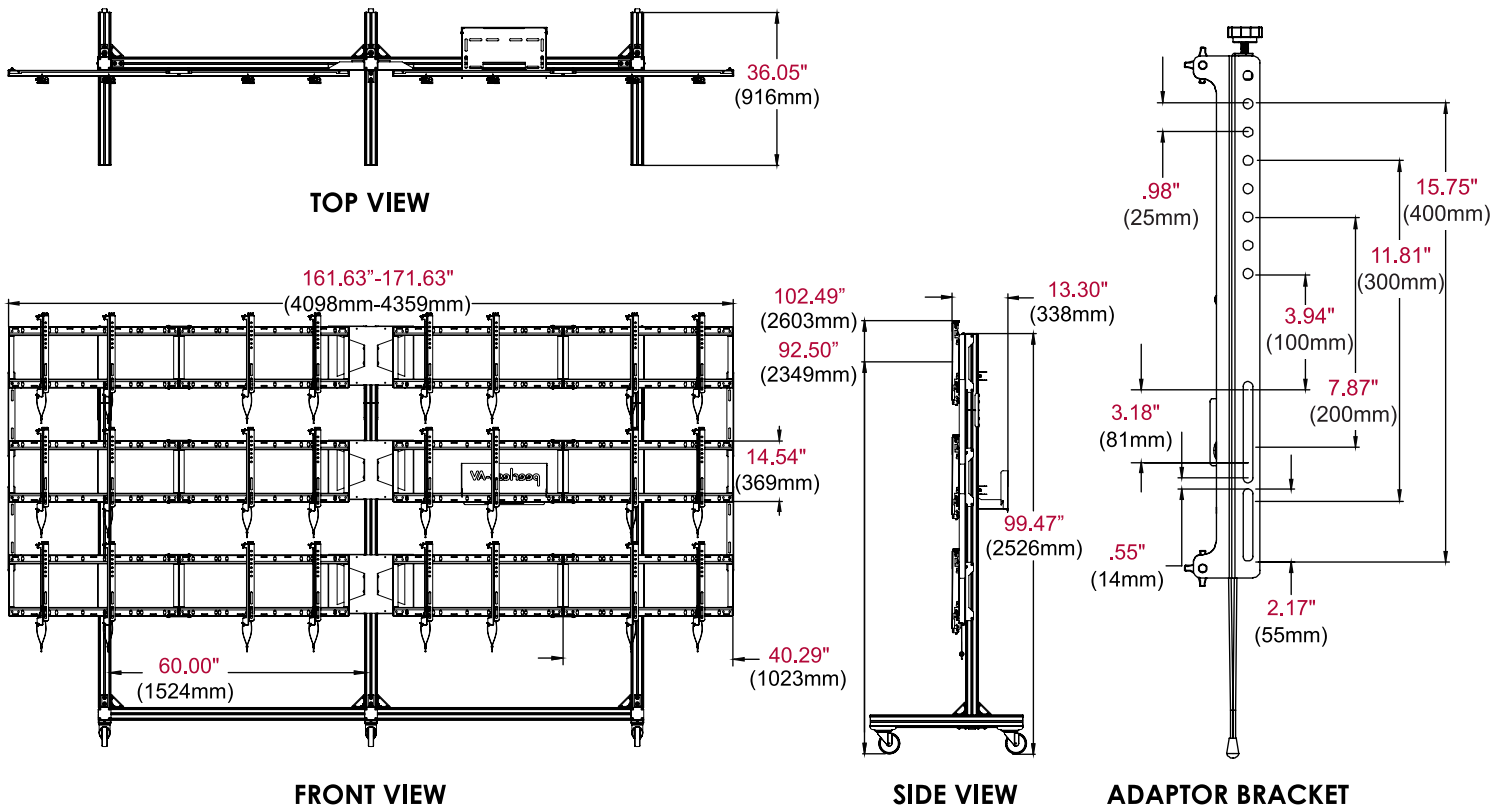 36.05"
(916mm)
TOP VIEW
161.63”-171.63"
(4098mm-4359mm)
peerless-AV
14.54"
(369mm)
60.00"
(1524mm)
40.29"
(1023mm)
FRONT VIEW
102.49”
(2603mm)
92.50"
(2349mm)
13.30"
(338mm)
99.47”
(2526mm)
SIDE VIEW
.98"
(25mm)
15.75"
(400mm)
11.81"
(300mm)
3.94"
(100mm)
7.87"
(200mm)
3.18"
(81mm)
.55"
(14mm)
2.17"
(55mm)
ADAPTOR BRACKET